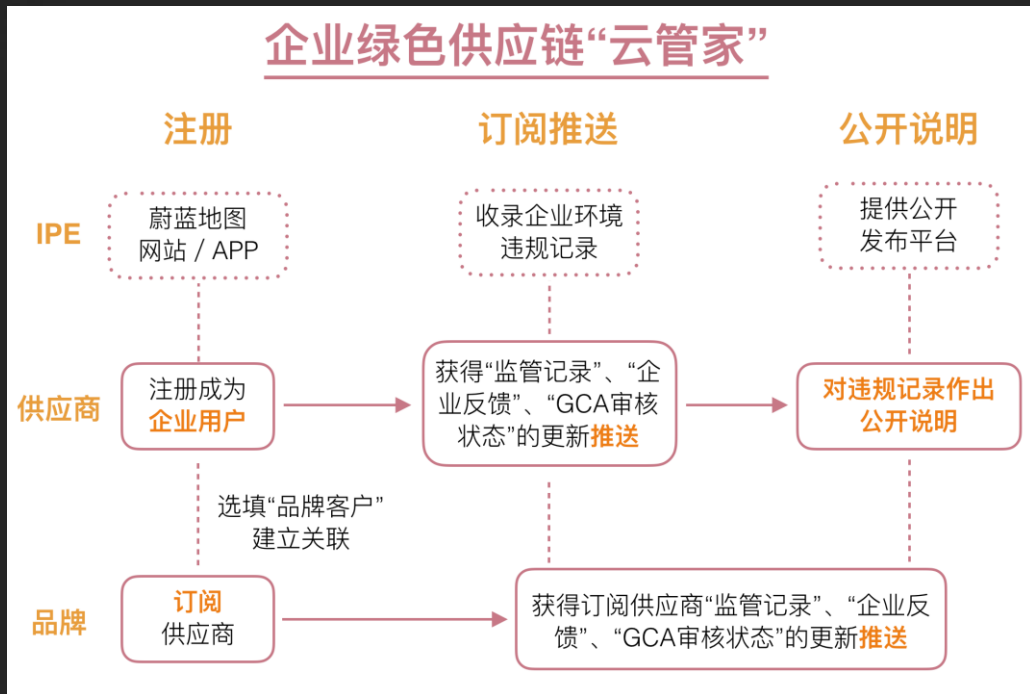 企业绿色供应链“云管家”
注册
订阅推送
公开说明
IPE
蔚蓝地图
网站 / APP
收录企业环境
违规记录
提供公开
发布平台
供应商
注册成为
企业用户
获得“监管记录”、“企
业反馈”、“GCA审核
状态”的更新推送
对违规记录作出
公开说明
选填“品牌客户”
建立关联
品牌
订阅
供应商
获得订阅供应商“监管记录”、“企业反
馈”、“GCA审核状态”的更新推送